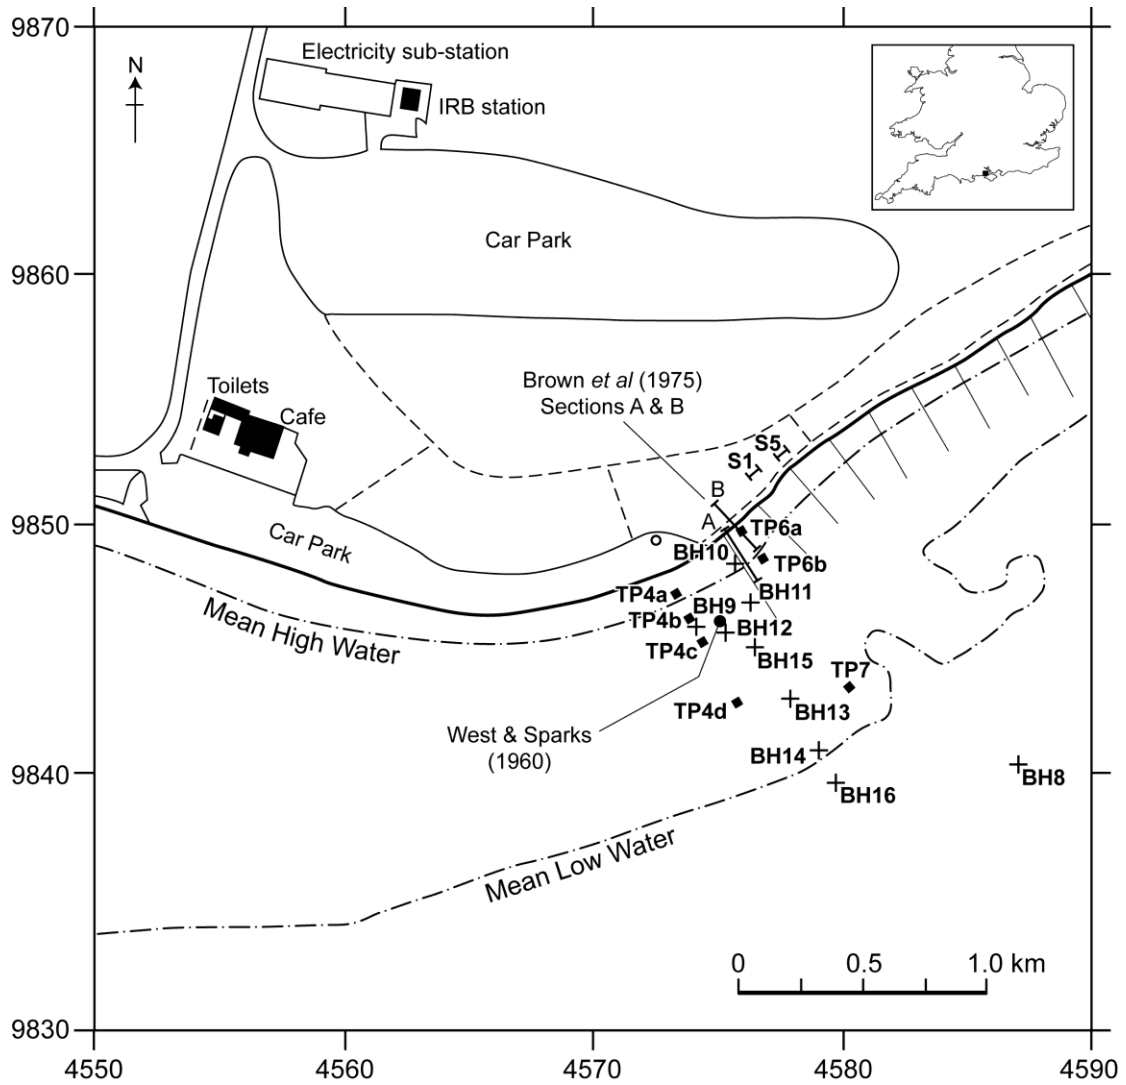 9870
Electricity sub-station
N
IRB station
Car Park
9860
Brown et al (1975)
Sections A & B
Toilets
Cafe
S5
S1
B
A
9850
TP6a
Car Park
BH10
TP6b
BH11
TP4a
BH9
TP4b
BH12
Mean High Water
TP4c
BH15
TP7
TP4d
BH13
West & Sparks
(1960)
BH14
9840
BH8
BH16
Mean Low Water
0 0.5 1.0 km
9830
4550 4560 4570 4580 4590